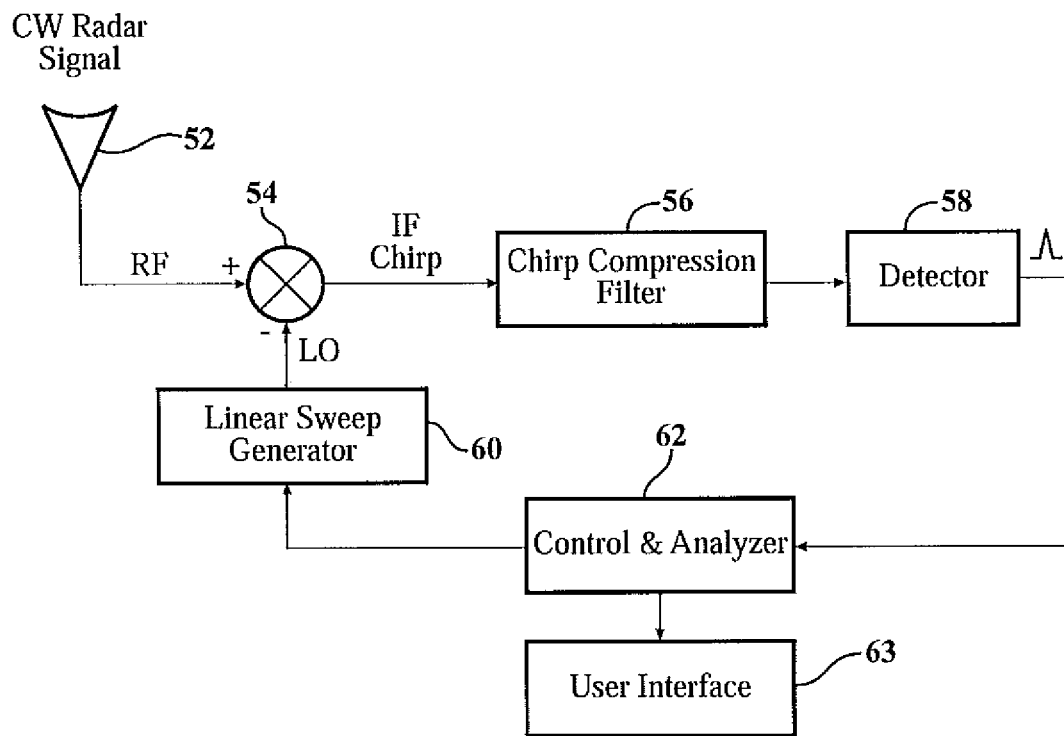 CW Radar
Signal
52
54
56
58
IF
Chirp
RF
+
Chirp Compression
Filter
Detector
-
LO
Linear Sweep
Generator
60
62
Control & Analyzer
User Interface
63